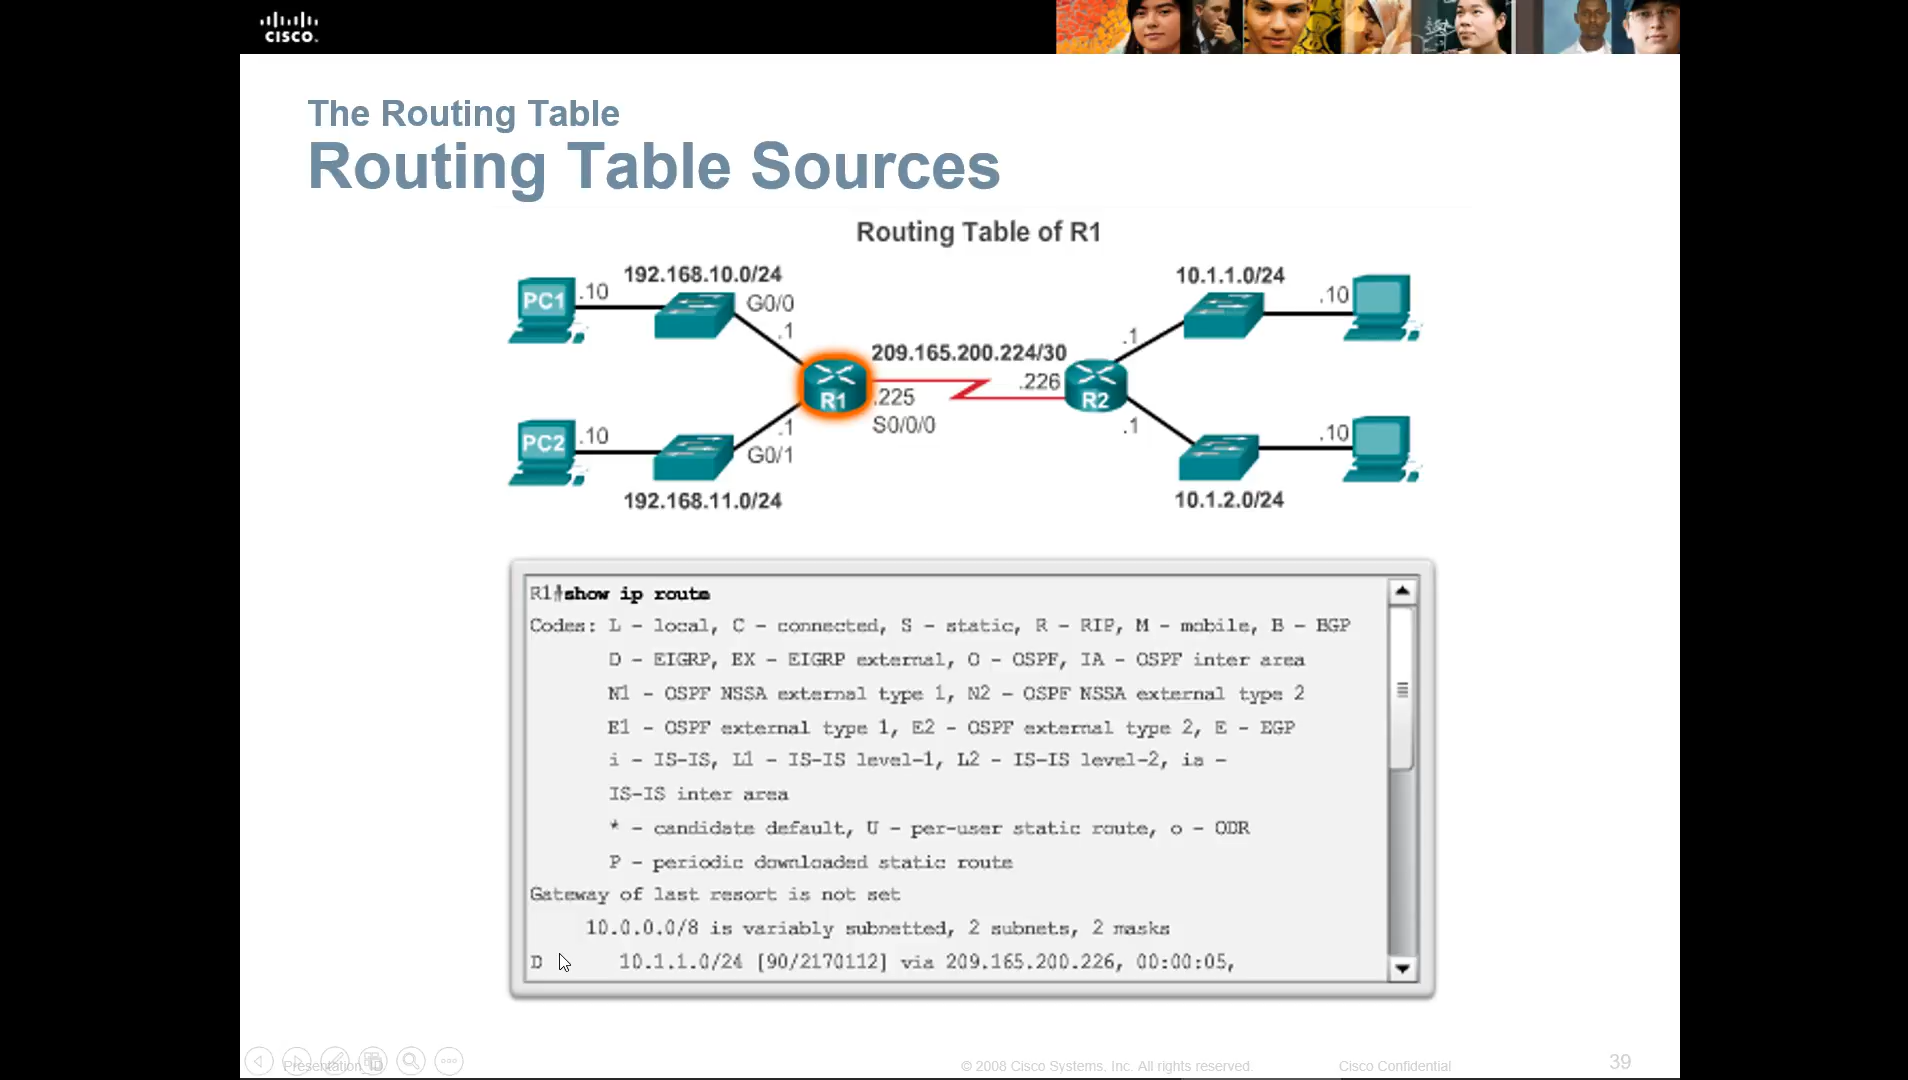 CISCO.
The Routing Table
Routing Table Sources
Routing Table of R1
192.168.10.0/24
10.1.1.0/24
PC1
.10
G0/0
.10
.1
.1
209.165.200.224/30
.226
R1
.225
R2
S0/0/0
.1
.1
PC2
.10
.10
G0/1
192.168.11.0/24
10.1.2.0/24
R1#show ip route
Codes: L - local, C - connected, S - static, R - RIP, M - mobile, B - BGP
D - EIGRP, EX - EIGRP external, O - OSPF, IA - OSPF inter area
N1 - OSPF NSSA external type 1, N2 - OSPF NSSA external type 2
E1 - OSPF external type 1, E2 - OSPF external type 2, E - EGP
i - IS-IS, L1 - IS-IS level-1, L2 - IS-IS level-2, ia -
IS-IS inter area
* - candidate default, U - per-user static route, o - ODR
P - periodic downloaded static route
Gateway of last resort is not set
10.0.0.0/8 is variably subnetted, 2 subnets, 2 masks
D 10.1.1.0/24 [90/2170112] via 209.165.200.226, 00:00:05,
Presentation_ID
© 2008 Cisco Systems, Inc. All rights reserved.
Cisco Confidential
39